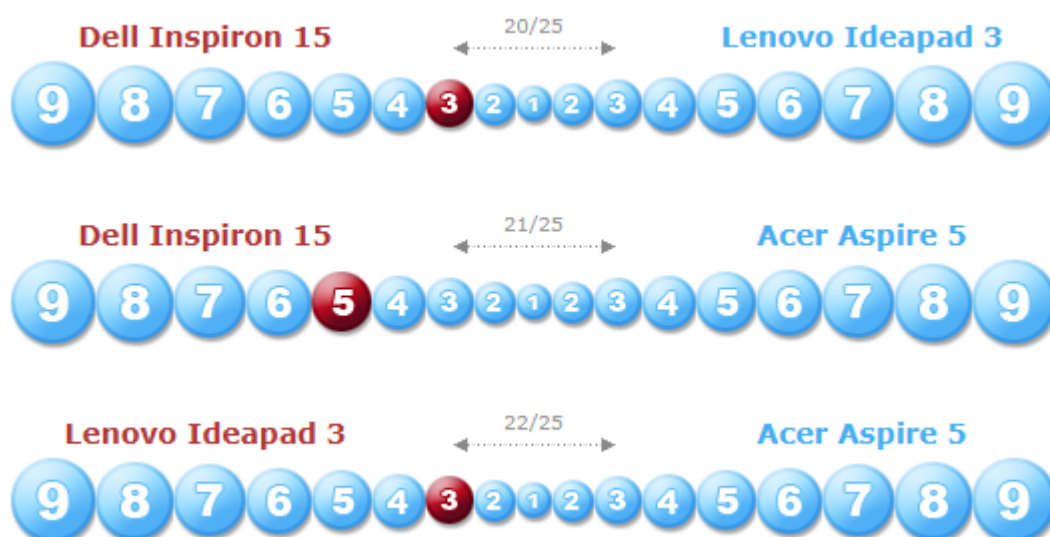 20/25
Dell Inspiron 15 Lenovo Ideapad 3
9 8 7 6 5 4 3 2 1 2 3 4 5 6 7 8 9
21/25
Dell Inspiron 15 Acer Aspire 5
9 8 7 6 5 4 3 2 1 2 3 4 5 6 7 8 9
22/25
Lenovo Ideapad 3 Acer Aspire 5
9 8 7 6 5 4 3 2 1 2 3 4 5 6 7 8 9